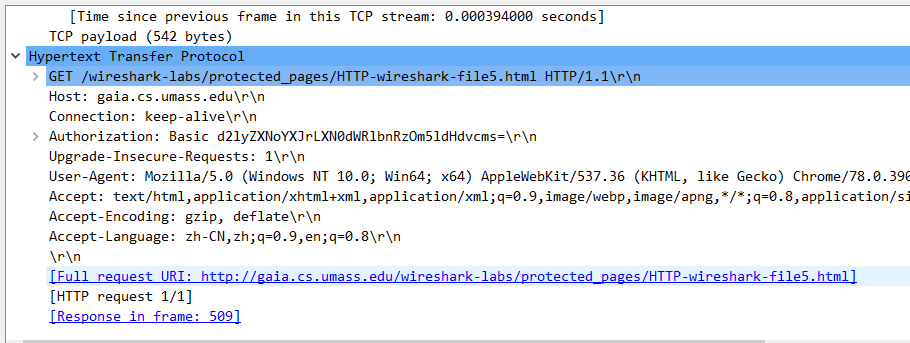 [Time since previous frame in this TCP stream: 0.000394000 seconds]
TCP payload (542 bytes)
Hypertext Transfer Protocol
GET /wireshark-labs/protected_pages/HTTP-wireshark-file5.html HTTP/1.1\r\n
Host: gaia.cs.umass.edu\r\n
Connection: keep-alive\r\n
Authorization: Basic d2lyZXNoYXJrLXN0dWRlbnRzOm5ldHdvcms=\r\n
Upgrade-Insecure-Requests: 1\r\n
User-Agent: Mozilla/5.0 (Windows NT 10.0; Win64; x64) AppleWebKit/537.36 (KHTML, like Gecko) Chrome/78.0.390
Accept: text/html,application/xhtml+xml,application/xml;q=0.9,image/webp,image/apng,*/*;q=0.8,application/si
Accept-Encoding: gzip, deflate\r\n
Accept-Language: zh-CN,zh;q=0.9,en;q=0.8\r\n
\r\n
[Full request URI: http://gaia.cs.umass.edu/wireshark-labs/protected_pages/HTTP-wireshark-file5.html]
[HTTP request 1/1]
[Response in frame: 509]